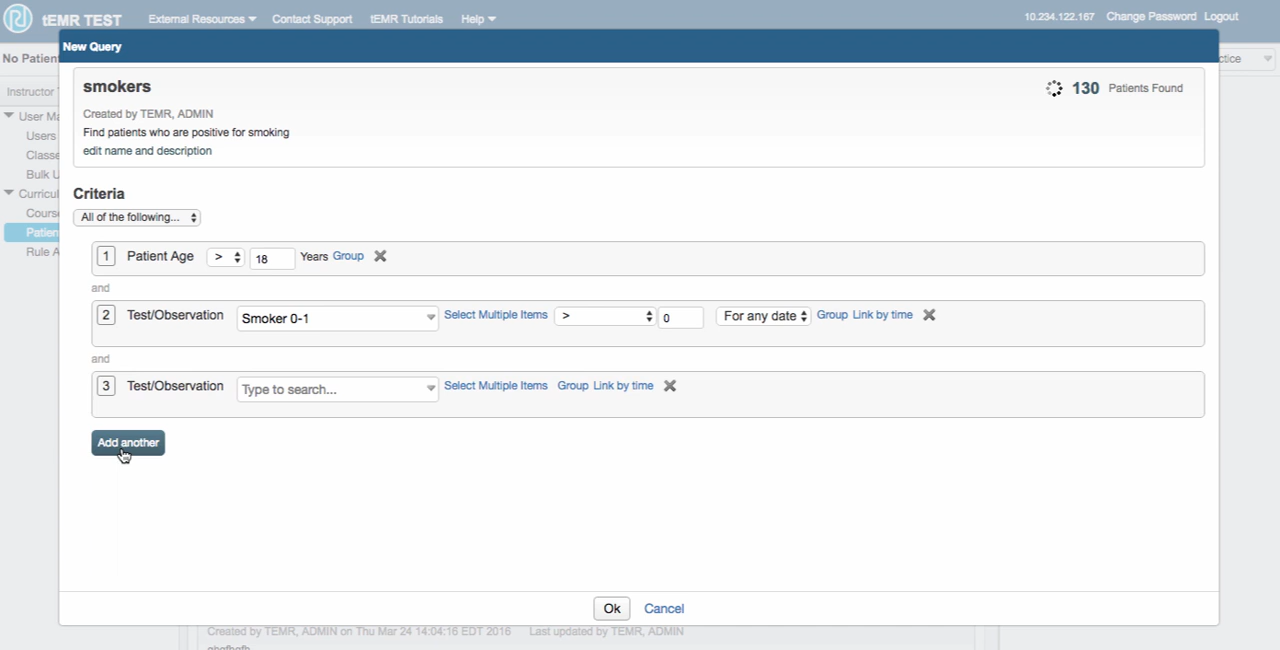 tEMR TEST External Resources Contact Support tEMR Tutorials Help 10.234.122.167 Change Password Logout
New Query
No Patien
ctice
smokers
130 Patients Found
Instructor
Created by TEMR, ADMIN
User Ma
Find patients who are positive for smoking
Users
edit name and description
Classe
Bulk U
Criteria
Curricul
Course
All of the following...
Patien
Rule A
1 Patient Age > 18 Years Group
and
2 Test/Observation Smoker 0-1 Select Multiple Items > 0 For any date Group Link by time
and
3 Test/Observation Type to search... Select Multiple Items Group Link by time
Add another
Ok Cancel
Created by TEMR, ADMIN on Thu Mar 24 14:04:16 EDT 2016 Last updated by TEMR, ADMIN